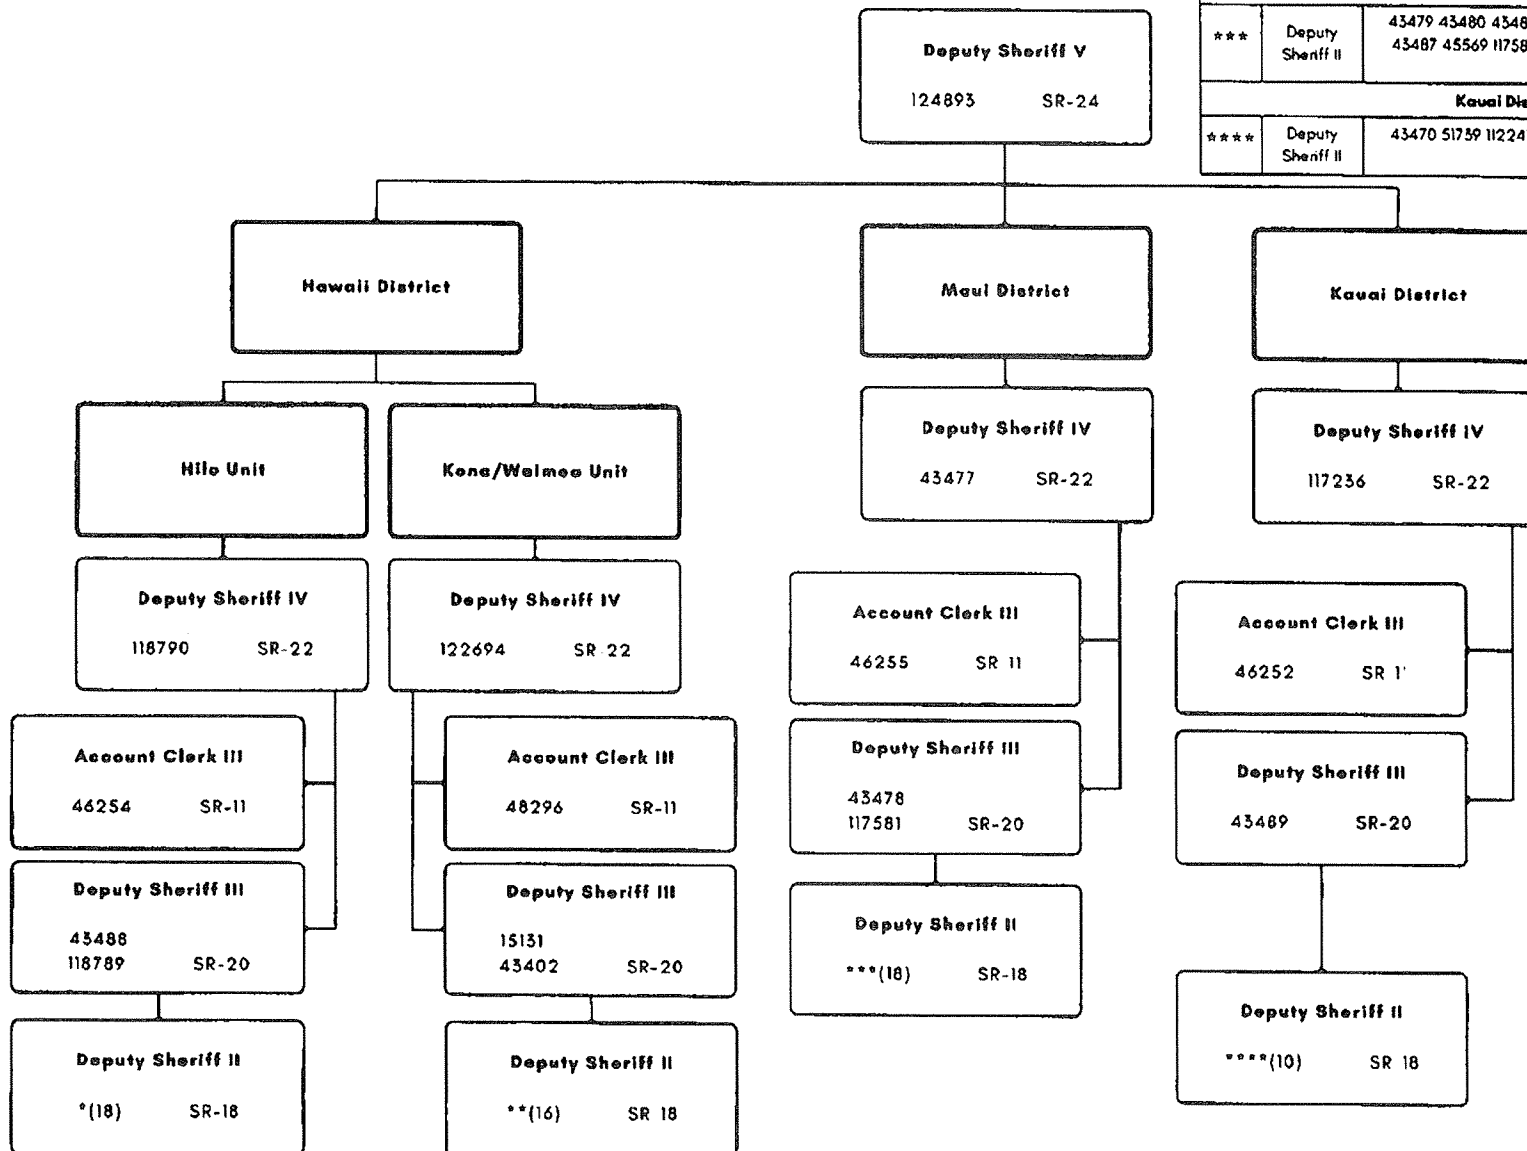 Deputy Sheriff V
124893 SR-24
*** Deputy Sheriff II 43479 43480
43487 45569
Kauai
**** Deputy Sheriff II 43470 51739
Hawaii District
Maui District
Kauai District
Hilo Unit
Kona/Waimea Unit
Deputy Sheriff IV
43477 SR-22
Deputy Sheriff IV
117236 SR-22
Deputy Sheriff IV
118790 SR-22
Deputy Sheriff IV
122694 SR 22
Account Clerk III
46255 SR 11
Account Clerk III
46252 SR
Account Clerk III
46254 SR-11
Account Clerk III
48296 SR-11
Deputy Sheriff III
43478
117581 SR-20
Deputy Sheriff III
43489 SR-20
Deputy Sheriff III
43488
118789 SR-20
Deputy Sheriff III
15131
43402 SR-20
Deputy Sheriff II
***(18) SR-18
Deputy Sheriff II
****(10) SR 18
Deputy Sheriff II
*(18) SR-18
Deputy Sheriff II
**(16) SR 18